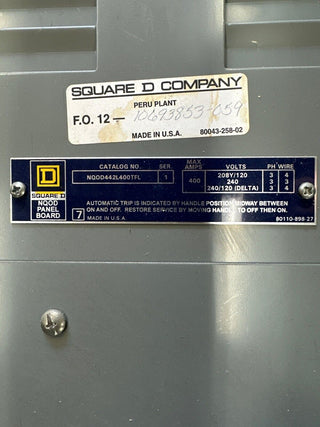 SQUARE D COMPANY
PERU PLANT
F.O. 12— 10693853-059
MADE IN U.S.A. 80043-258-02
CATALOG NO. SER. MAX AMPS VOLTS PH WIRE
NQOD442L400TFL 1 400 208Y/120 3 4
240 3 3
240/120 (DELTA) 3 4
D
SQUARE D
NQOD
PANEL
BOARD
7
AUTOMATIC TRIP IS INDICATED BY HANDLE POSITION MIDWAY BETWEEN
ON AND OFF. RESTORE SERVICE BY MOVING HANDLE TO OFF THEN ON.
MADE IN U.S.A. 80110-898-27